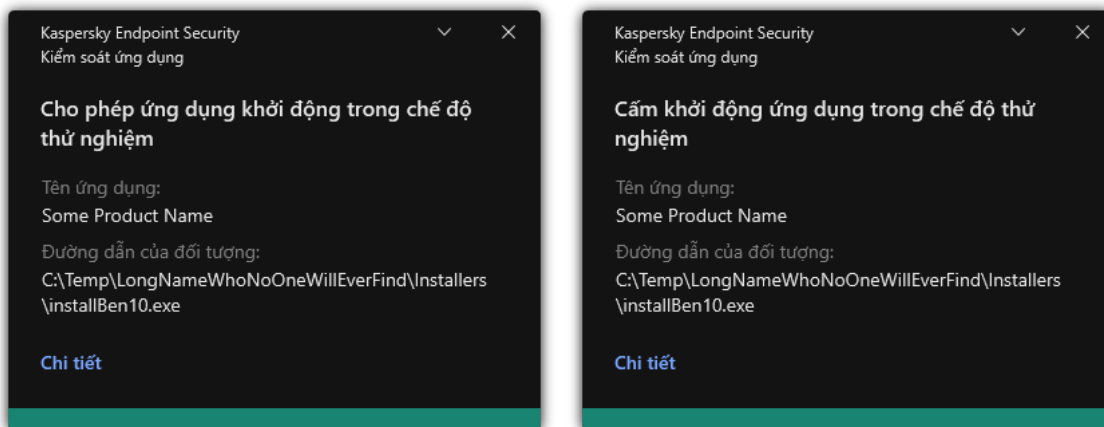 Kaspersky Endpoint Security
Kiểm soát ứng dụng
Cho phép ứng dụng khởi động trong chế độ
thử nghiệm
Tên ứng dụng:
Some Product Name
Đường dẫn của đối tượng:
C:\Temp\LongNameWhoNoOneWillEverFind\Installers
\installBen10.exe
Chi tiết
Kaspersky Endpoint Security
Kiểm soát ứng dụng
Cấm khởi động ứng dụng trong chế độ thử
nghiệm
Tên ứng dụng:
Some Product Name
Đường dẫn của đối tượng:
C:\Temp\LongNameWhoNoOneWillEverFind\Installers
\installBen10.exe
Chi tiết